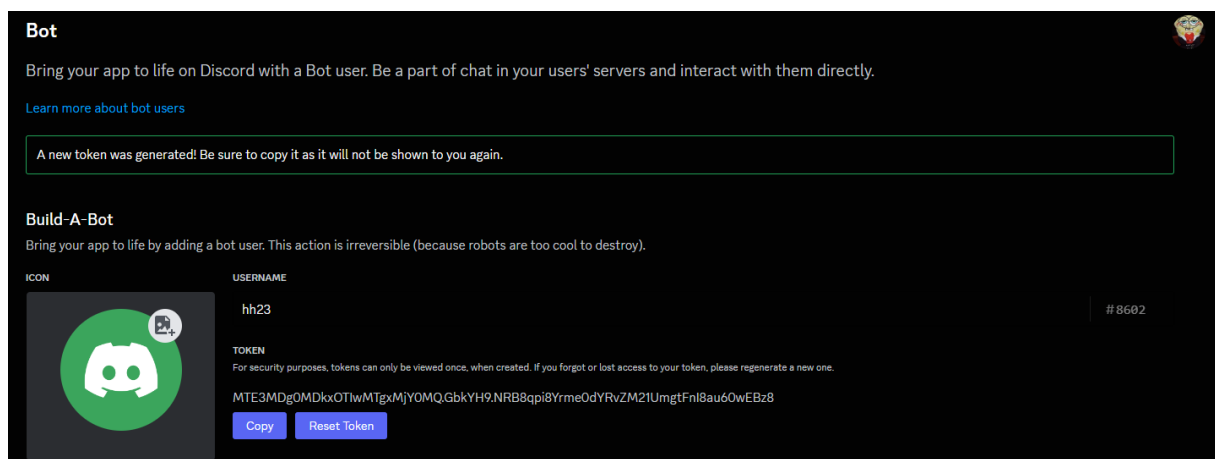 Bot
Bring your app to life on Discord with a Bot user. Be a part of chat in your users' servers and interact with them directly.
Learn more about bot users
A new token was generated! Be sure to copy it as it will not be shown to you again.
Build-A-Bot
Bring your app to life by adding a bot user. This action is irreversible (because robots are too cool to destroy).
ICON
USERNAME
hh23
#8602
TOKEN
For security purposes, tokens can only be viewed once, when created. If you forgot or lost access to your token, please regenerate a new one.
MTE3MDg0MDkxOTIwMTgxMjY0MQ.GbkYH9.NRB8qpi8Yrme0dYRvZM21UmgtFnI8au60wEBz8
Copy
Reset Token